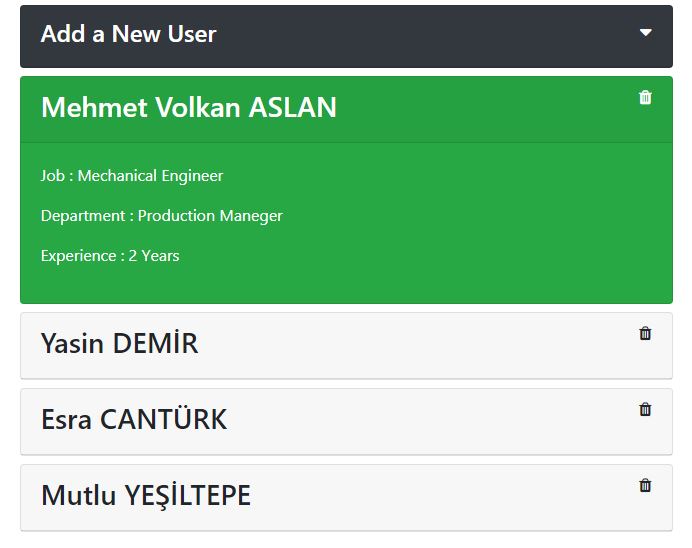 Add a New User
Mehmet Volkan ASLAN
Job : Mechanical Engineer
Department : Production Maneger
Experience : 2 Years
Yasin DEMİR
Esra CANTÜRK
Mutlu YEŞİLTEPE